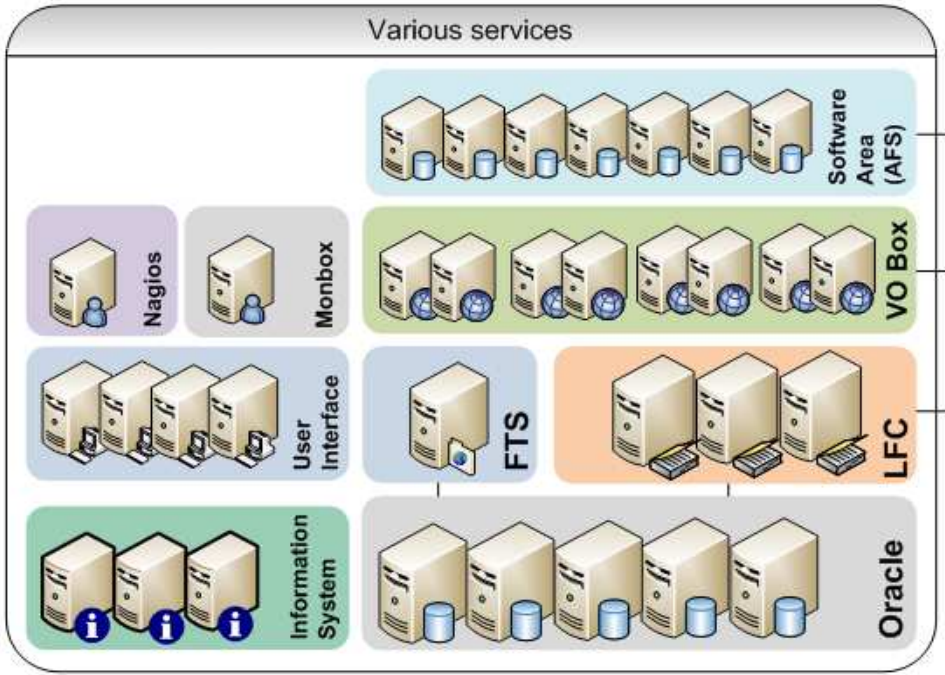 Various services
Software
Area
(AFS)
Nagios
Monbox
VO Box
User
Interface
FTS
LFC
Information
System
Oracle